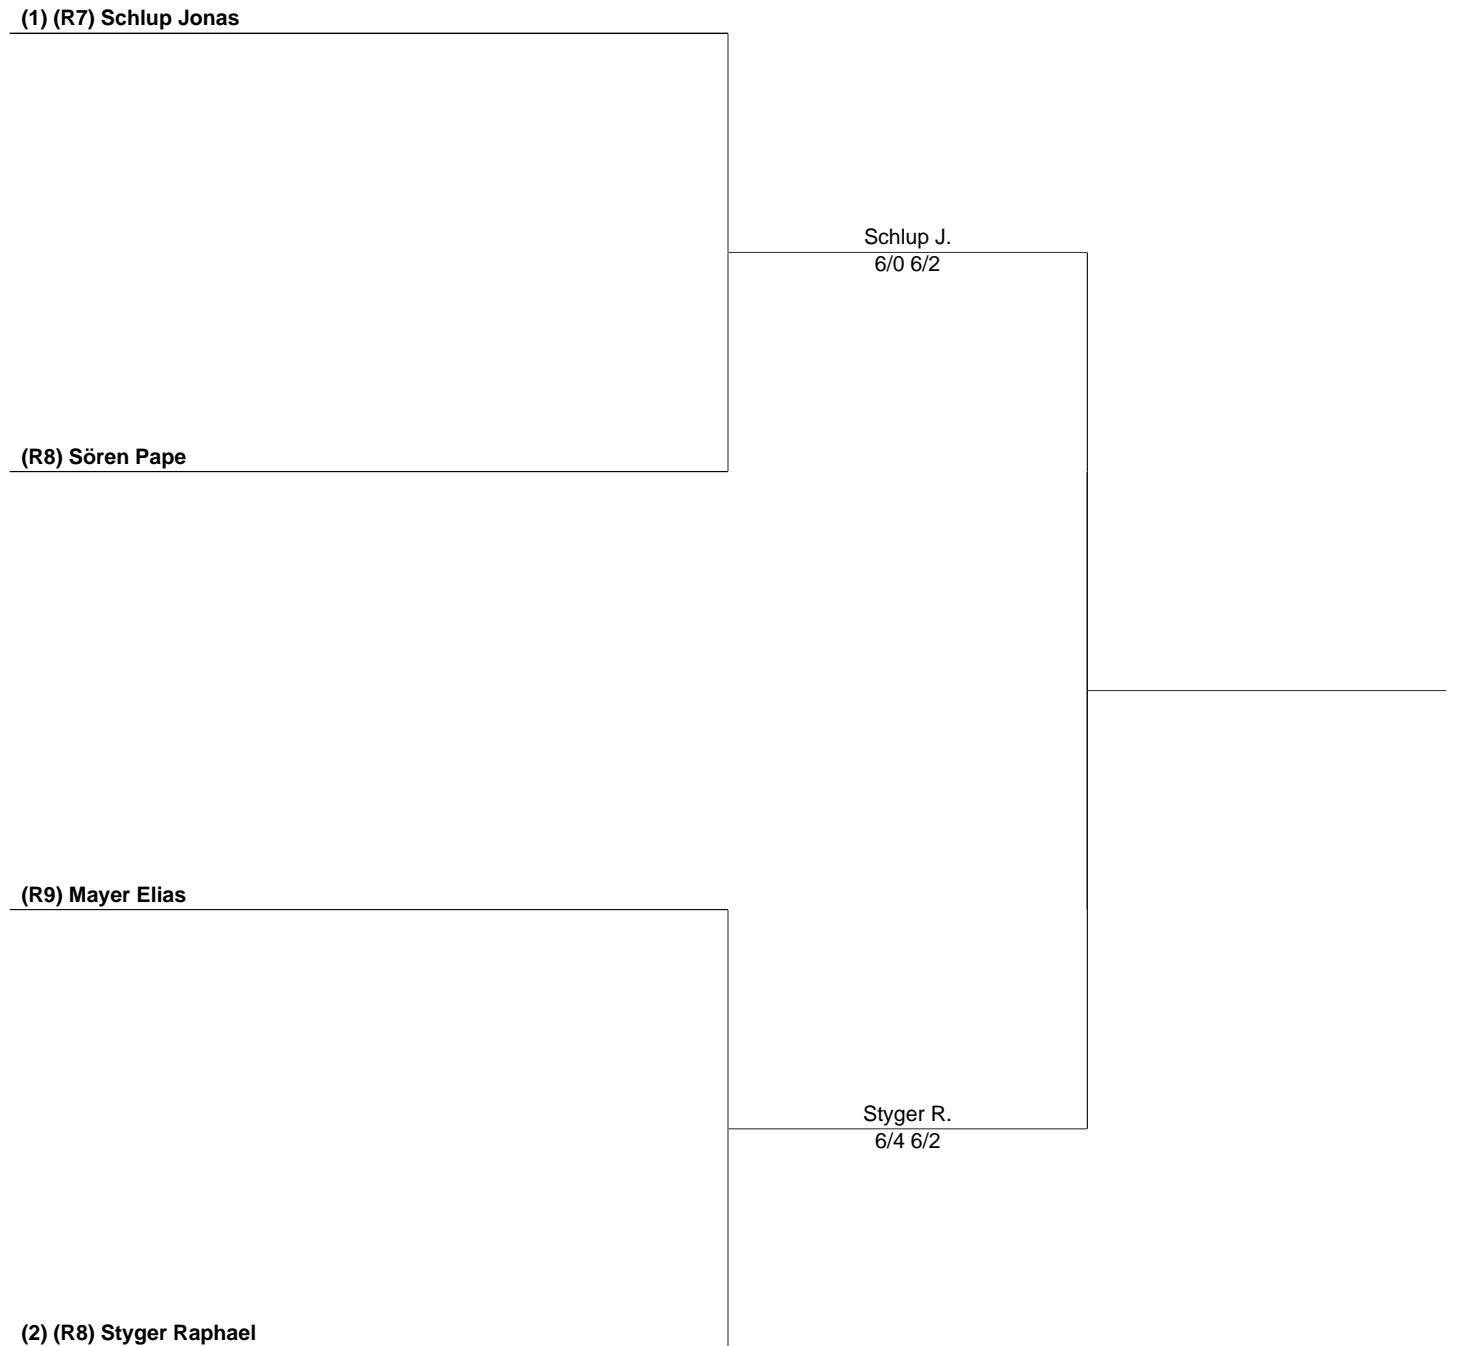 (1) (R7) Schlup Jonas
Schlup J.
6/0 6/2
(R8) Sören Pape
(R9) Mayer Elias
Styger R.
6/4 6/2
(2) (R8) Styger Raphael